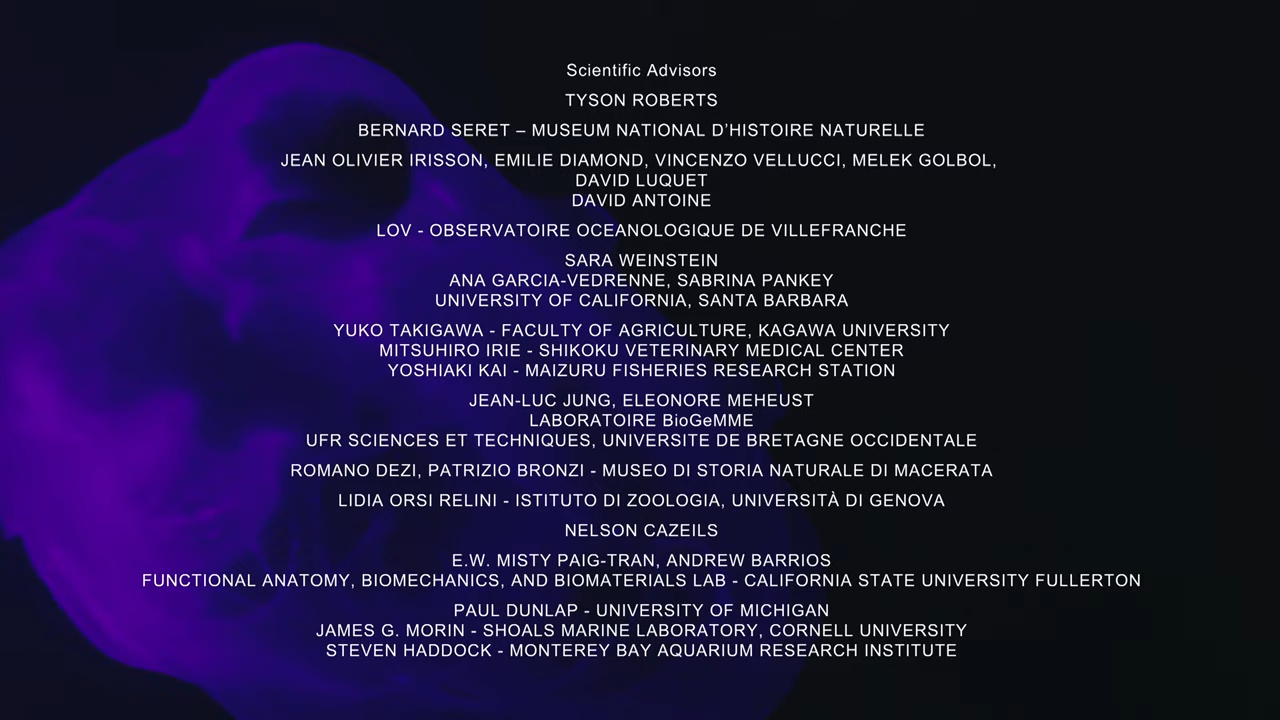 Scientific Advisors
TYSON ROBERTS
BERNARD SERET – MUSEUM NATIONAL D’HISTOIRE NATURELLE
JEAN OLIVIER IRISSON, EMILIE DIAMOND, VINCENZO VELLUCCI, MELEK GOLBOL,
DAVID LUQUET
DAVID ANTOINE
LOV - OBSERVATOIRE OCEANOLOGIQUE DE VILLEFRANCHE
SARA WEINSTEIN
ANA GARCIA-VEDRENNE, SABRINA PANKEY
UNIVERSITY OF CALIFORNIA, SANTA BARBARA
YUKO TAKIGAWA - FACULTY OF AGRICULTURE, KAGAWA UNIVERSITY
MITSUHIRO IRIE - SHIKOKU VETERINARY MEDICAL CENTER
YOSHIAKI KAI - MAIZURU FISHERIES RESEARCH STATION
JEAN-LUC JUNG, ELEONORE MEHEUST
LABORATOIRE BioGeMME
UFR SCIENCES ET TECHNIQUES, UNIVERSITE DE BRETAGNE OCCIDENTALE
ROMANO DEZI, PATRIZIO BRONZI - MUSEO DI STORIA NATURALE DI MACERATA
LIDIA ORSI RELINI - ISTITUTO DI ZOOLOGIA, UNIVERSITÀ DI GENOVA
NELSON CAZEILS
E.W. MISTY PAIG-TRAN, ANDREW BARRIOS
FUNCTIONAL ANATOMY, BIOMECHANICS, AND BIOMATERIALS LAB - CALIFORNIA STATE UNIVERSITY FULLERTON
PAUL DUNLAP - UNIVERSITY OF MICHIGAN
JAMES G. MORIN - SHOALS MARINE LABORATORY, CORNELL UNIVERSITY
STEVEN HADDOCK - MONTEREY BAY AQUARIUM RESEARCH INSTITUTE